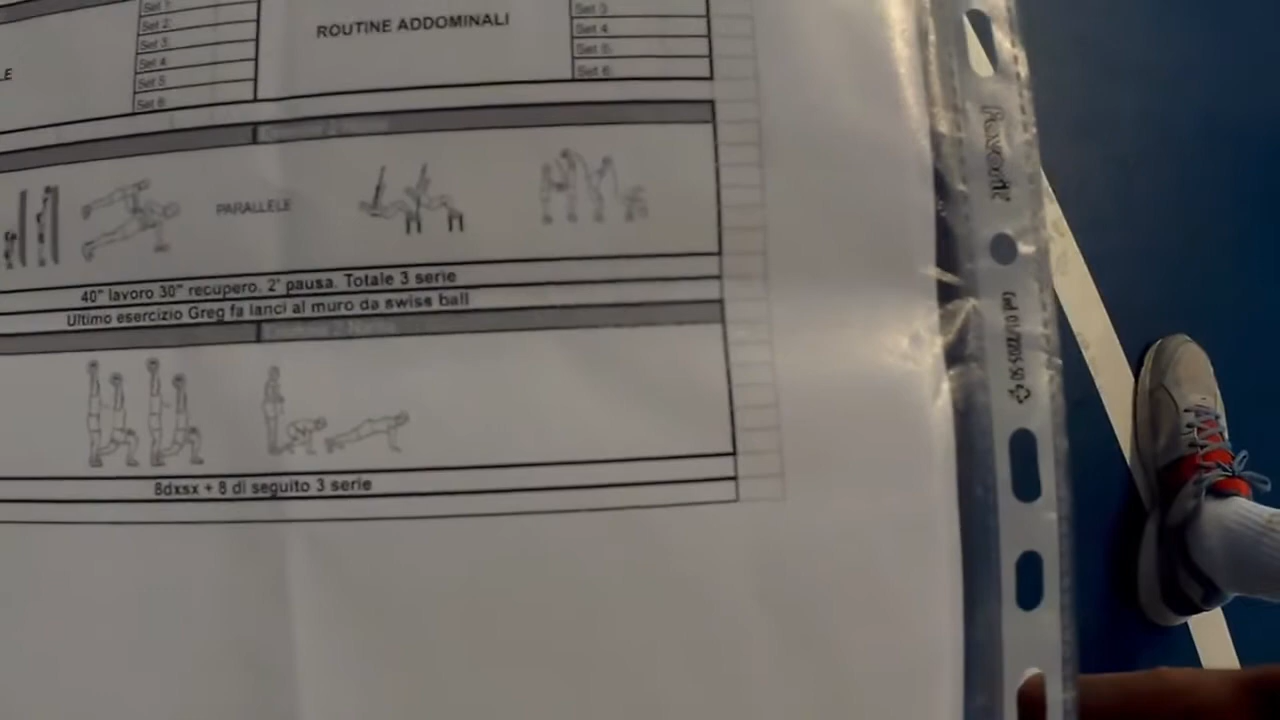 Set 1:
Set 2:
Set 3:
Set 4:
Set 5:
Set 6:
LE
ROUTINE ADDOMINALI
Set 3:
Set 4:
Set 5:
Set 6:
PARALLELE
40" lavoro 30" recupero. 2' pausa. Totale 3 serie
Ultimo esercizio Greg fa lanci al muro da swiss ball
8dxsx + 8 di seguito 3 serie
Favorit